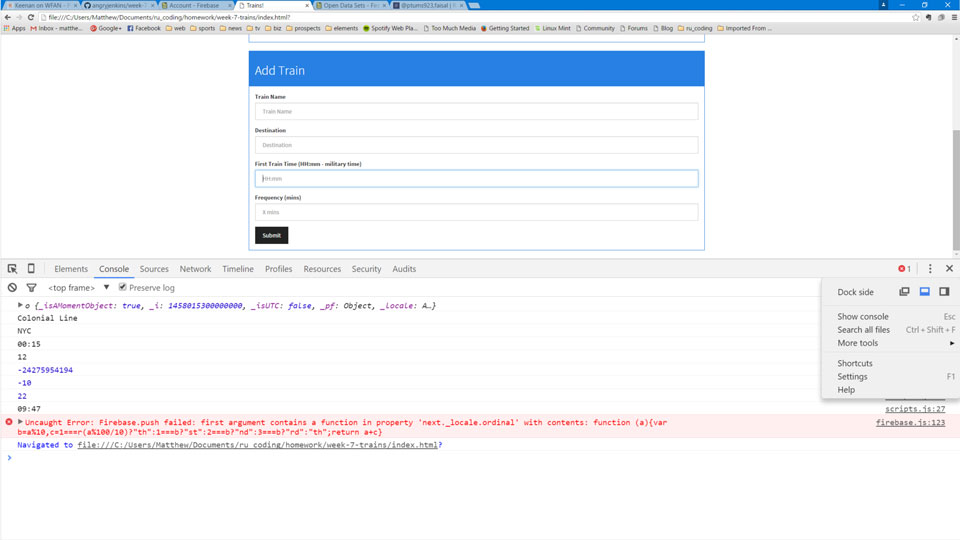 Keenan on WFAN -
angryjenkins/week-7
Account - Firebase
Trains!
Open Data Sets - Fir
@ptums923.faisal | R
file:///C:/Users/Matthew/Documents/ru_coding/homework/week-7-trains/index.html?
Apps Inbox - matthe... Google+ Facebook web sports news tv biz prospects elements Spotify Web Pla... Too Much Media Getting Started Linux Mint Community Forums Blog ru_coding Imported From ...
Add Train
Train Name
Train Name
Destination
Destination
First Train Time (HH:mm - military time)
HH:mm
Frequency (mins)
# mins
Submit
Elements Console Sources Network Timeline Profiles Resources Security Audits 1
<top frame> Preserve log
o {_isAMomentObject: true, _i: 1458015300000000, _isUTC: false, _pf: Object, _locale: A…}
Colonial Line
NYC
00:15
12
-24275954194
-10
22
09:47 scripts.js:27
Uncaught Error: Firebase.push failed: first argument contains a function in property 'next._locale.ordinal' with contents: function (a){var firebase.js:123
b=a%10,c=1===r(a%100/10)?"th":1===b?"st":2===b?"nd":3===b?"rd":"th";return a+c}
Navigated to file:///C:/Users/Matthew/Documents/ru_coding/homework/week-7-trains/index.html?
Dock side
Show console Esc
Search all files Ctrl + Shift + F
More tools
Shortcuts
Settings F1
Help